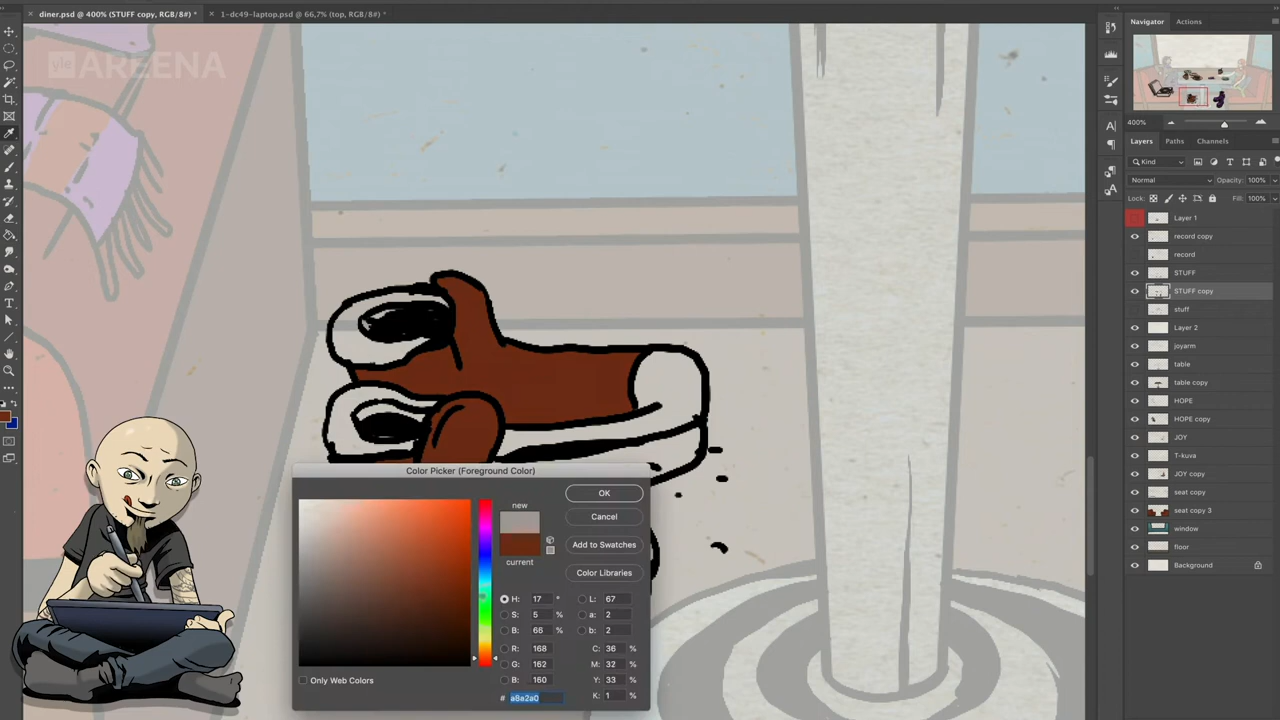 diner.psd @ 400% (STUFF copy, RGB/8#) *
1-dc49-laptop.psd @ 66,7% (top, RGB/8#) *
yle AREENA
Navigator
Actions
400%
Layers
Paths
Channels
Kind
Normal
Opacity: 100%
Lock:
Fill: 100%
Layer 1
record copy
record
STUFF
STUFF copy
stuff
Layer 2
joyarm
table
table copy
HOPE
HOPE copy
JOY
T-kuva
JOY copy
seat copy
seat copy 3
window
floor
Background
Color Picker (Foreground Color)
new
current
OK
Cancel
Add to Swatches
Color Libraries
H: 17 °
S: 5 %
B: 66 %
R: 168
G: 162
B: 160
L: 67
a: 2
b: 2
C: 36 %
M: 32 %
Y: 33 %
K: 1 %
# a8a2a0
Only Web Colors